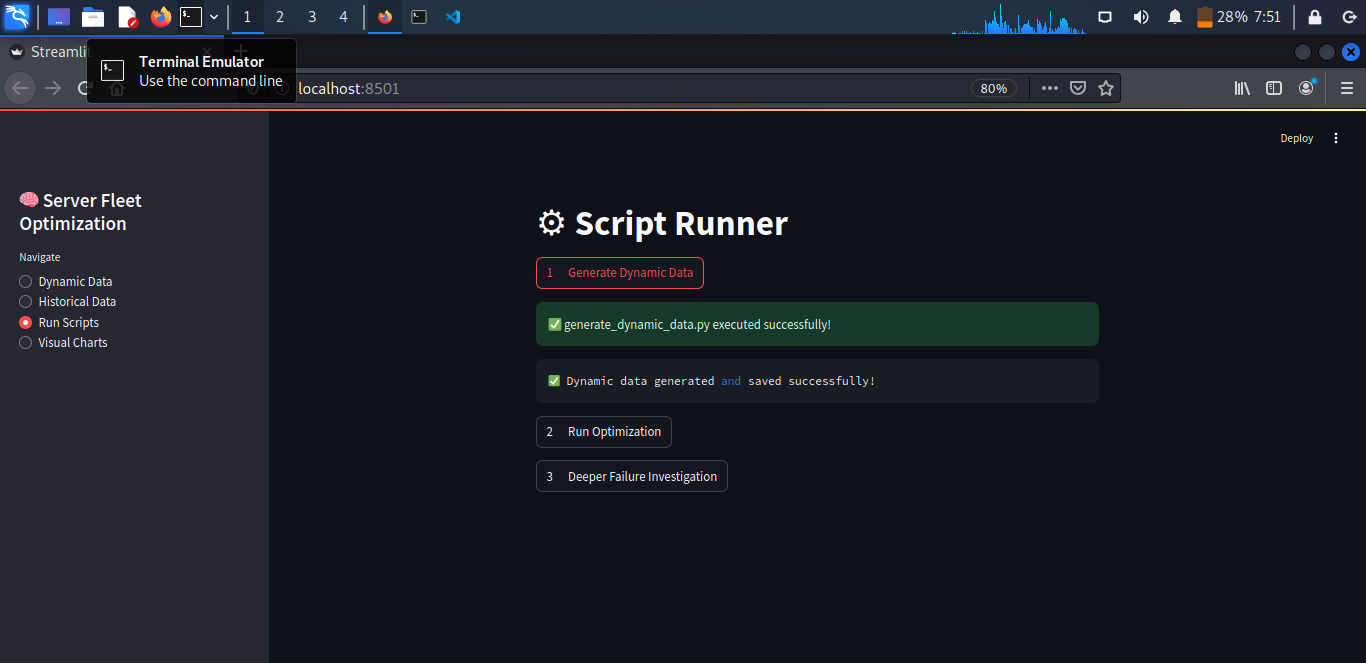 1
2
3
4
28%
7:51
Streamlit
Terminal Emulator
Use the command line
localhost:8501
80%
Deploy
🧠 Server Fleet
Optimization
Navigate
Dynamic Data
Historical Data
Run Scripts
Visual Charts
⚙ Script Runner
1 Generate Dynamic Data
✅ generate_dynamic_data.py executed successfully!
✅ Dynamic data generated and saved successfully!
2 Run Optimization
3 Deeper Failure Investigation